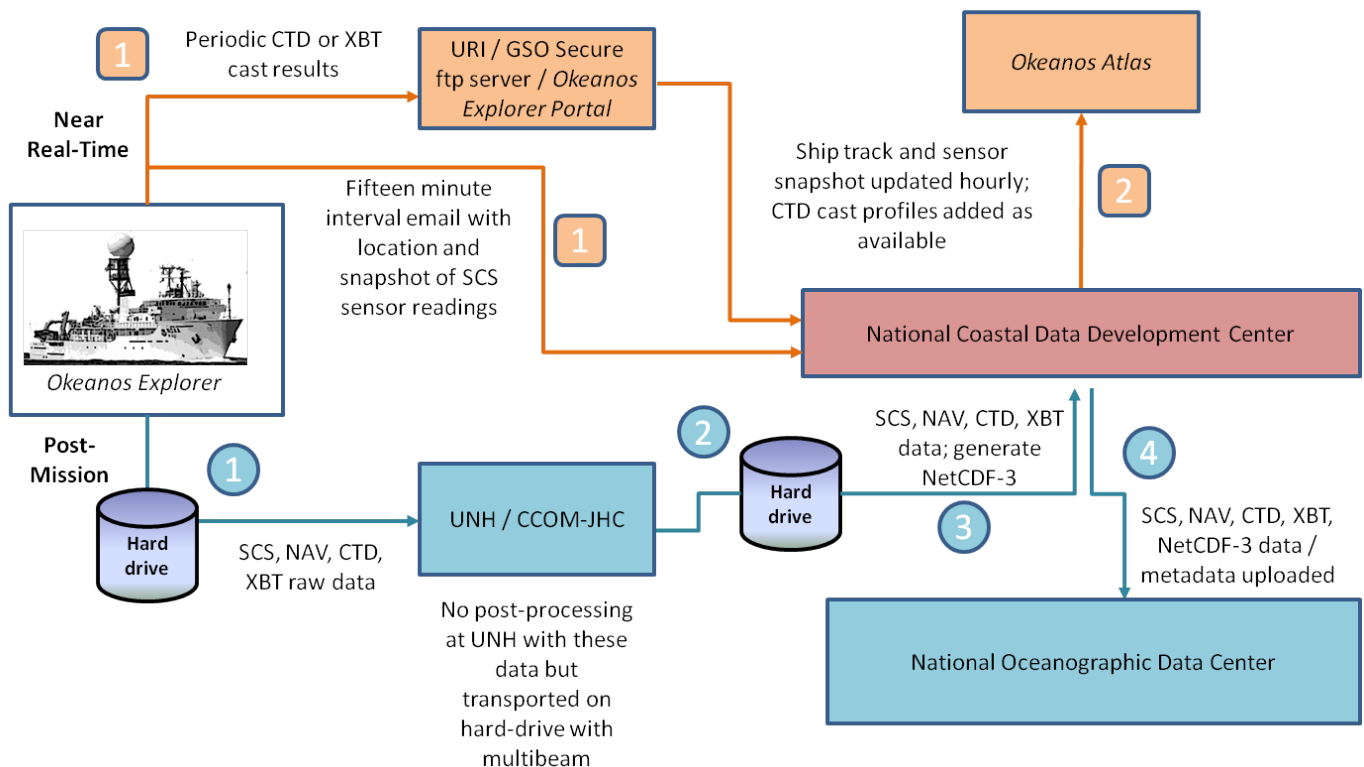 1
Periodic CTD or XBT
cast results
URI / GSO Secure
ftp server / Okeanos
Explorer Portal
Okeanos Atlas
Near
Real-Time
Fifteen minute
interval email with
location and
snapshot of SCS
sensor readings
1
Ship track and sensor
snapshot updated hourly;
CTD cast profiles added as
available
2
Okeanos Explorer
National Coastal Data Development Center
Post-
Mission
1
Hard
drive
SCS, NAV, CTD,
XBT raw data
UNH / CCOM-JHC
No post-processing
at UNH with these
data but
transported on
hard-drive with
multibeam
2
Hard
drive
SCS, NAV, CTD, XBT
data; generate
NetCDF-3
3
4
SCS, NAV, CTD, XBT,
NetCDF-3 data /
metadata uploaded
National Oceanographic Data Center